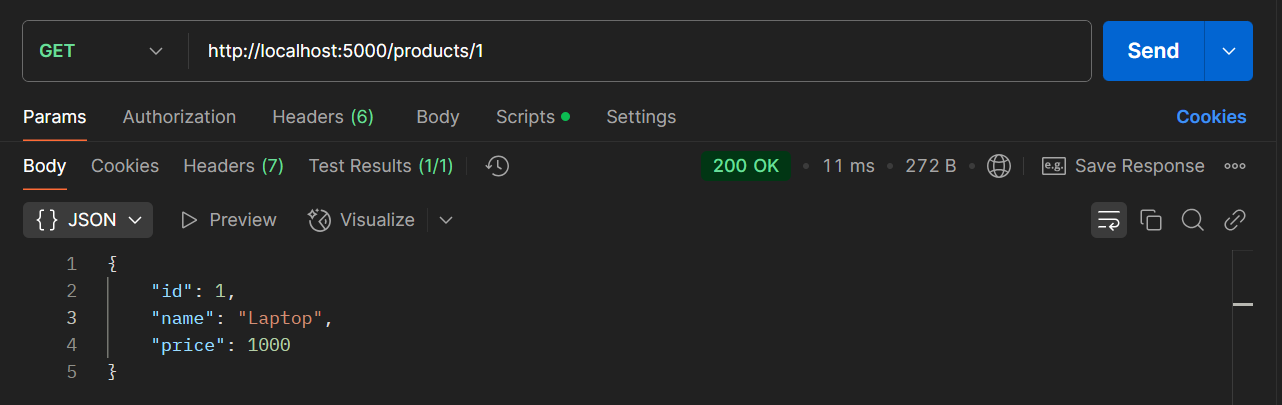 GET http://localhost:5000/products/1 Send
Params Authorization Headers (6) Body Scripts Settings Cookies
Body Cookies Headers (7) Test Results (1/1) 200 OK • 11 ms • 272 B e.g. Save Response
{} JSON Preview Visualize
1 {
2 "id": 1,
3 "name": "Laptop",
4 "price": 1000
5 }